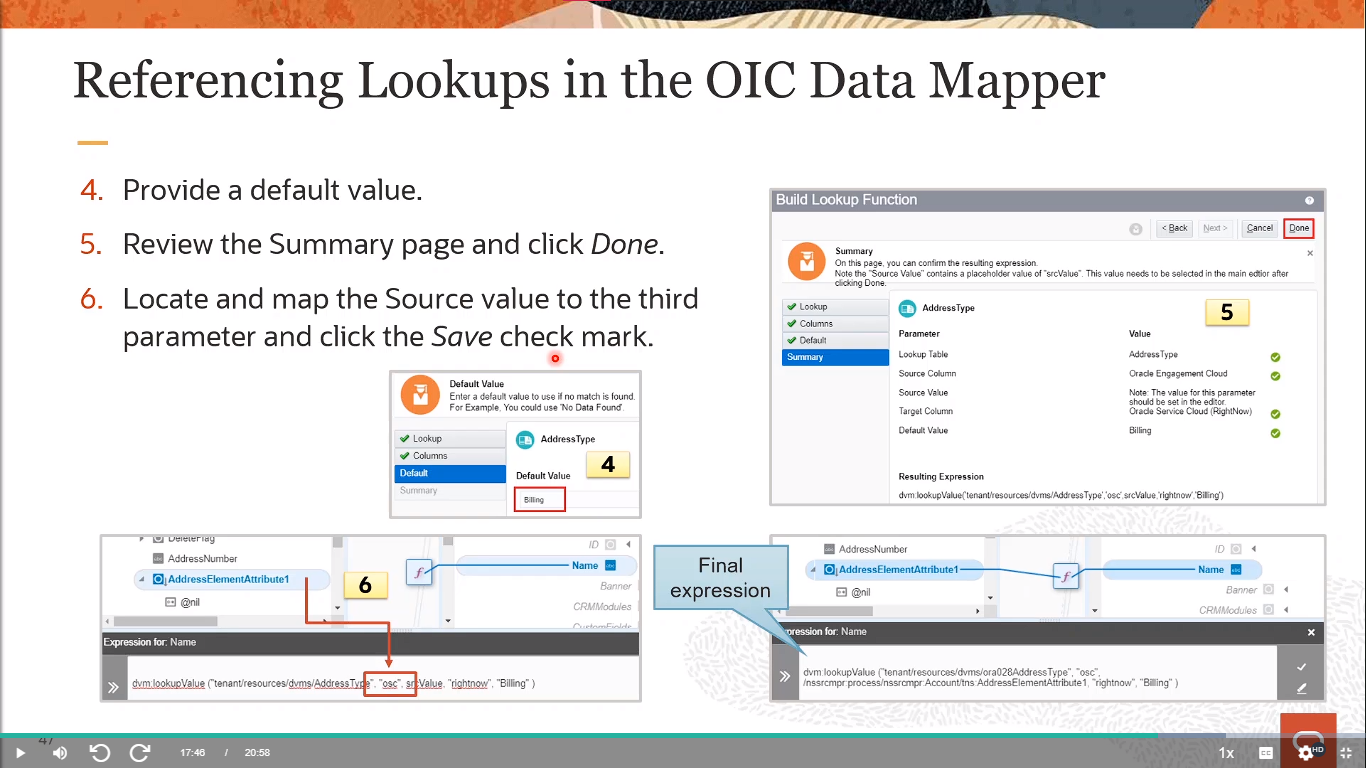 Referencing Lookups in the OIC Data Mapper
4. Provide a default value.
5. Review the Summary page and click Done.
6. Locate and map the Source value to the third
parameter and click the Save check mark.
Default Value
Enter a default value to use if no match is found.
For Example, You could use 'No Data Found'.
Lookup
Columns
Default
Summary
AddressType
Default Value
4
Billing
Build Lookup Function
< Back
Next >
Cancel
Done
Summary
On this page, you can confirm the resulting expression.
Note the "Source Value" contains a placeholder value of "srcValue". This value needs to be selected in the main edtior after
clicking Done.
Lookup
Columns
Default
Summary
AddressType
5
Parameter Value
Lookup Table AddressType
Source Column Oracle Engagement Cloud
Source Value Note: The value for this parameter
should be set in the editor.
Target Column Oracle Service Cloud (RightNow)
Default Value Billing
Resulting Expression
dvm:lookupValue('tenant/resources/dvms/AddressType','osc',srcValue,'rightnow','Billing')
DeleteFlag
AddressNumber
AddressElementAttribute1
@nil
6
f
ID
Name
Banner
CRMModules
CustomFields
Expression for: Name
dvm:lookupValue ("tenant/resources/dvms/AddressType", "osc", srcValue, "rightnow", "Billing" )
Final
expression
AddressNumber
AddressElementAttribute1
@nil
f
ID
Name
Banner
CRMModules
pression for: Name
dvm:lookupValue ("tenant/resources/dvms/ora028AddressType", "osc",
/nssrcmpr:process/nssrcmpr:Account/tns:AddressElementAttribute1, "rightnow", "Billing" )
47
17:46 / 20:58
1x
CC
HD